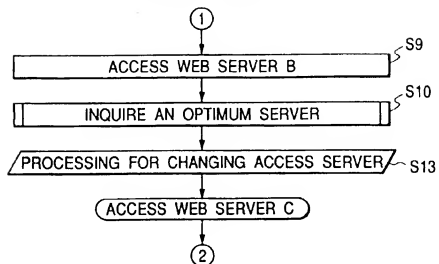 1
ACCESS WEB SERVER B
S9
INQUIRE AN OPTIMUM SERVER
S10
PROCESSING FOR CHANGING ACCESS SERVER
S13
ACCESS WEB SERVER C
2